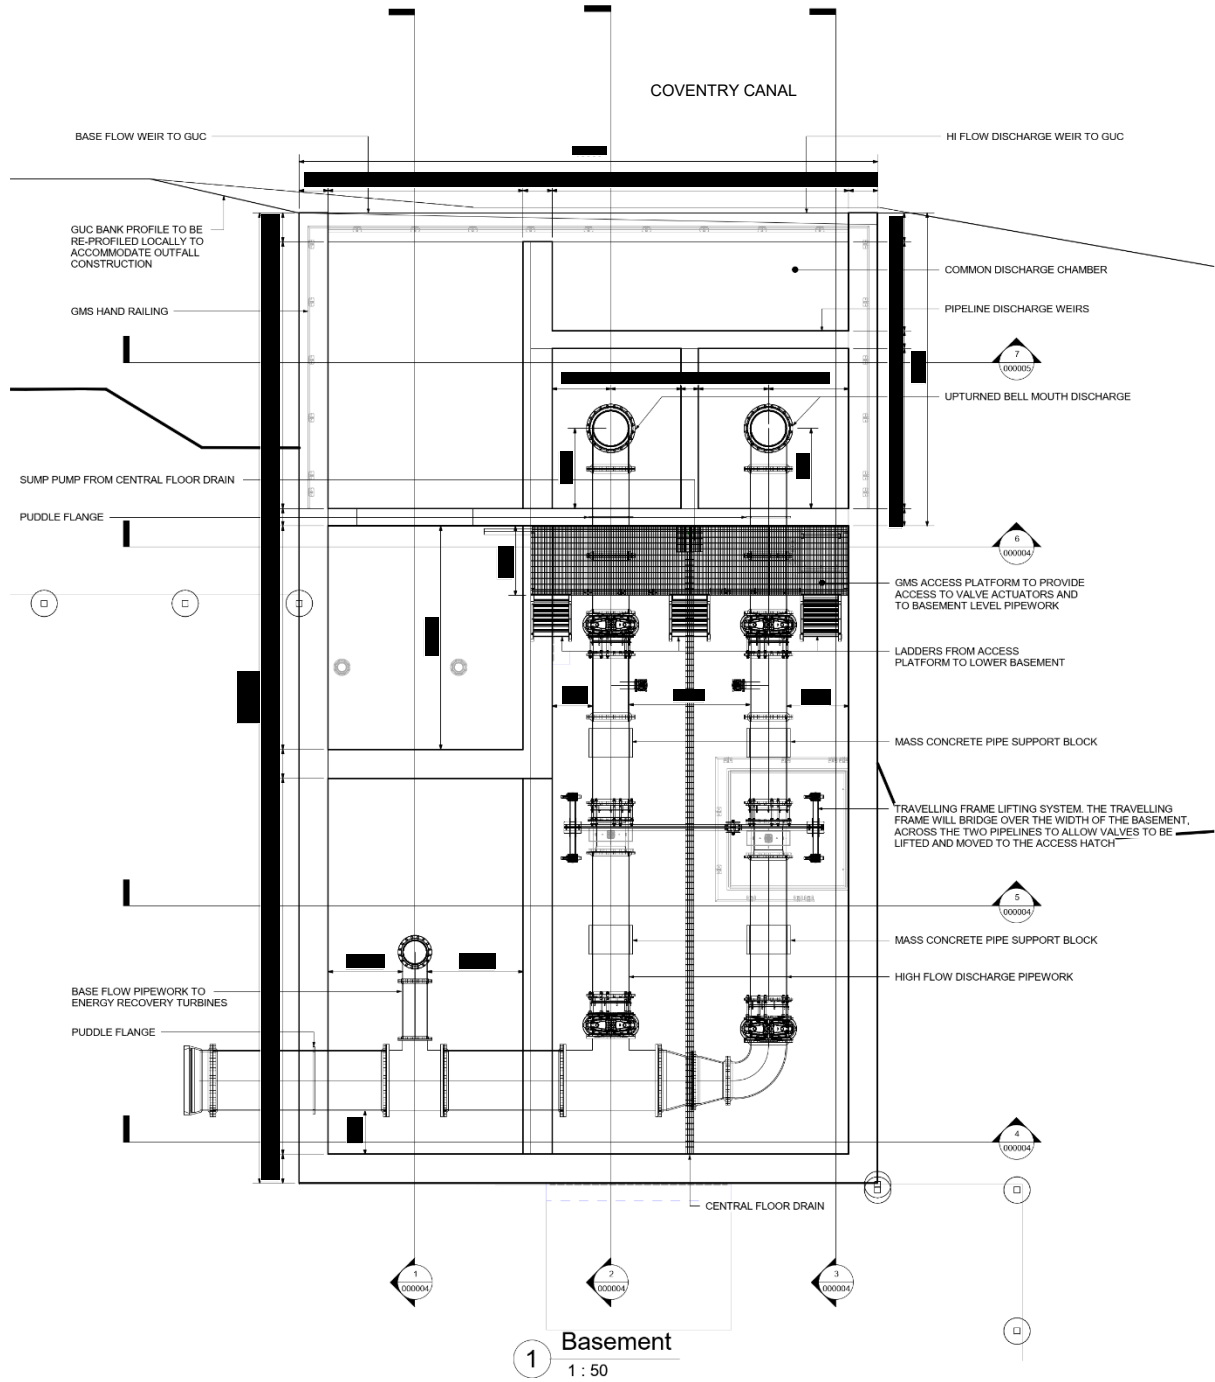 COVENTRY CANAL
BASE FLOW WEIR TO GUC
HI FLOW DISCHARGE WEIR TO GUC
GUC BANK PROFILE TO BE
RE-PROFILED LOCALLY TO
ACCOMMODATE OUTFALL
CONSTRUCTION
COMMON DISCHARGE CHAMBER
GMS HAND RAILING
PIPELINE DISCHARGE WEIRS
7
000005
UPTURNED BELL MOUTH DISCHARGE
SUMP PUMP FROM CENTRAL FLOOR DRAIN
PUDDLE FLANGE
6
000004
GMS ACCESS PLATFORM TO PROVIDE
ACCESS TO VALVE ACTUATORS AND
TO BASEMENT LEVEL PIPEWORK
LADDERS FROM ACCESS
PLATFORM TO LOWER BASEMENT
MASS CONCRETE PIPE SUPPORT BLOCK
TRAVELLING FRAME LIFTING SYSTEM. THE TRAVELLING
FRAME WILL BRIDGE OVER THE WIDTH OF THE BASEMENT,
ACROSS THE TWO PIPELINES TO ALLOW VALVES TO BE
LIFTED AND MOVED TO THE ACCESS HATCH
5
000004
MASS CONCRETE PIPE SUPPORT BLOCK
HIGH FLOW DISCHARGE PIPEWORK
BASE FLOW PIPEWORK TO
ENERGY RECOVERY TURBINES
PUDDLE FLANGE
4
000004
CENTRAL FLOOR DRAIN
1
000004
2
000004
3
000004
1 Basement
1 : 50